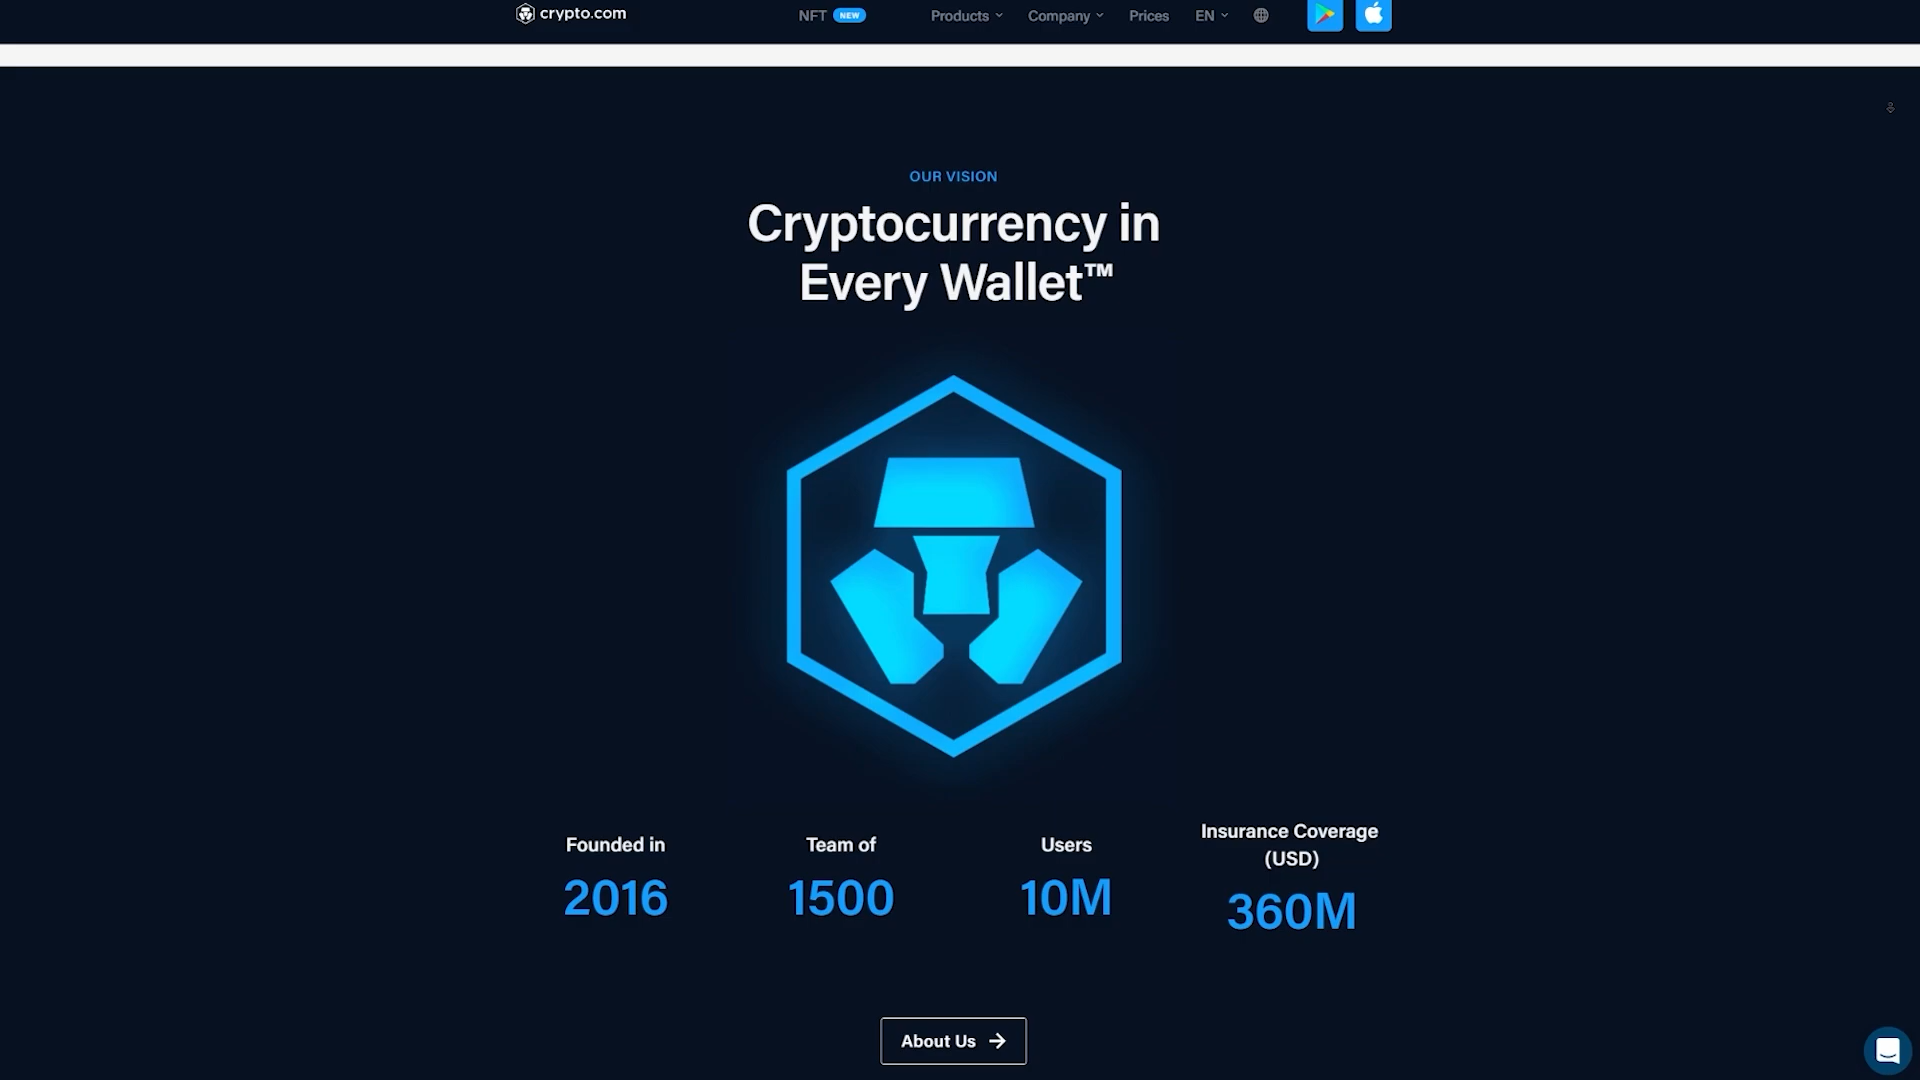 crypto.com
NFT NEW
Products
Company
Prices
EN
OUR VISION
Cryptocurrency in
Every Wallet™
Founded in
2016
Team of
1500
Users
10M
Insurance Coverage
(USD)
360M
About Us